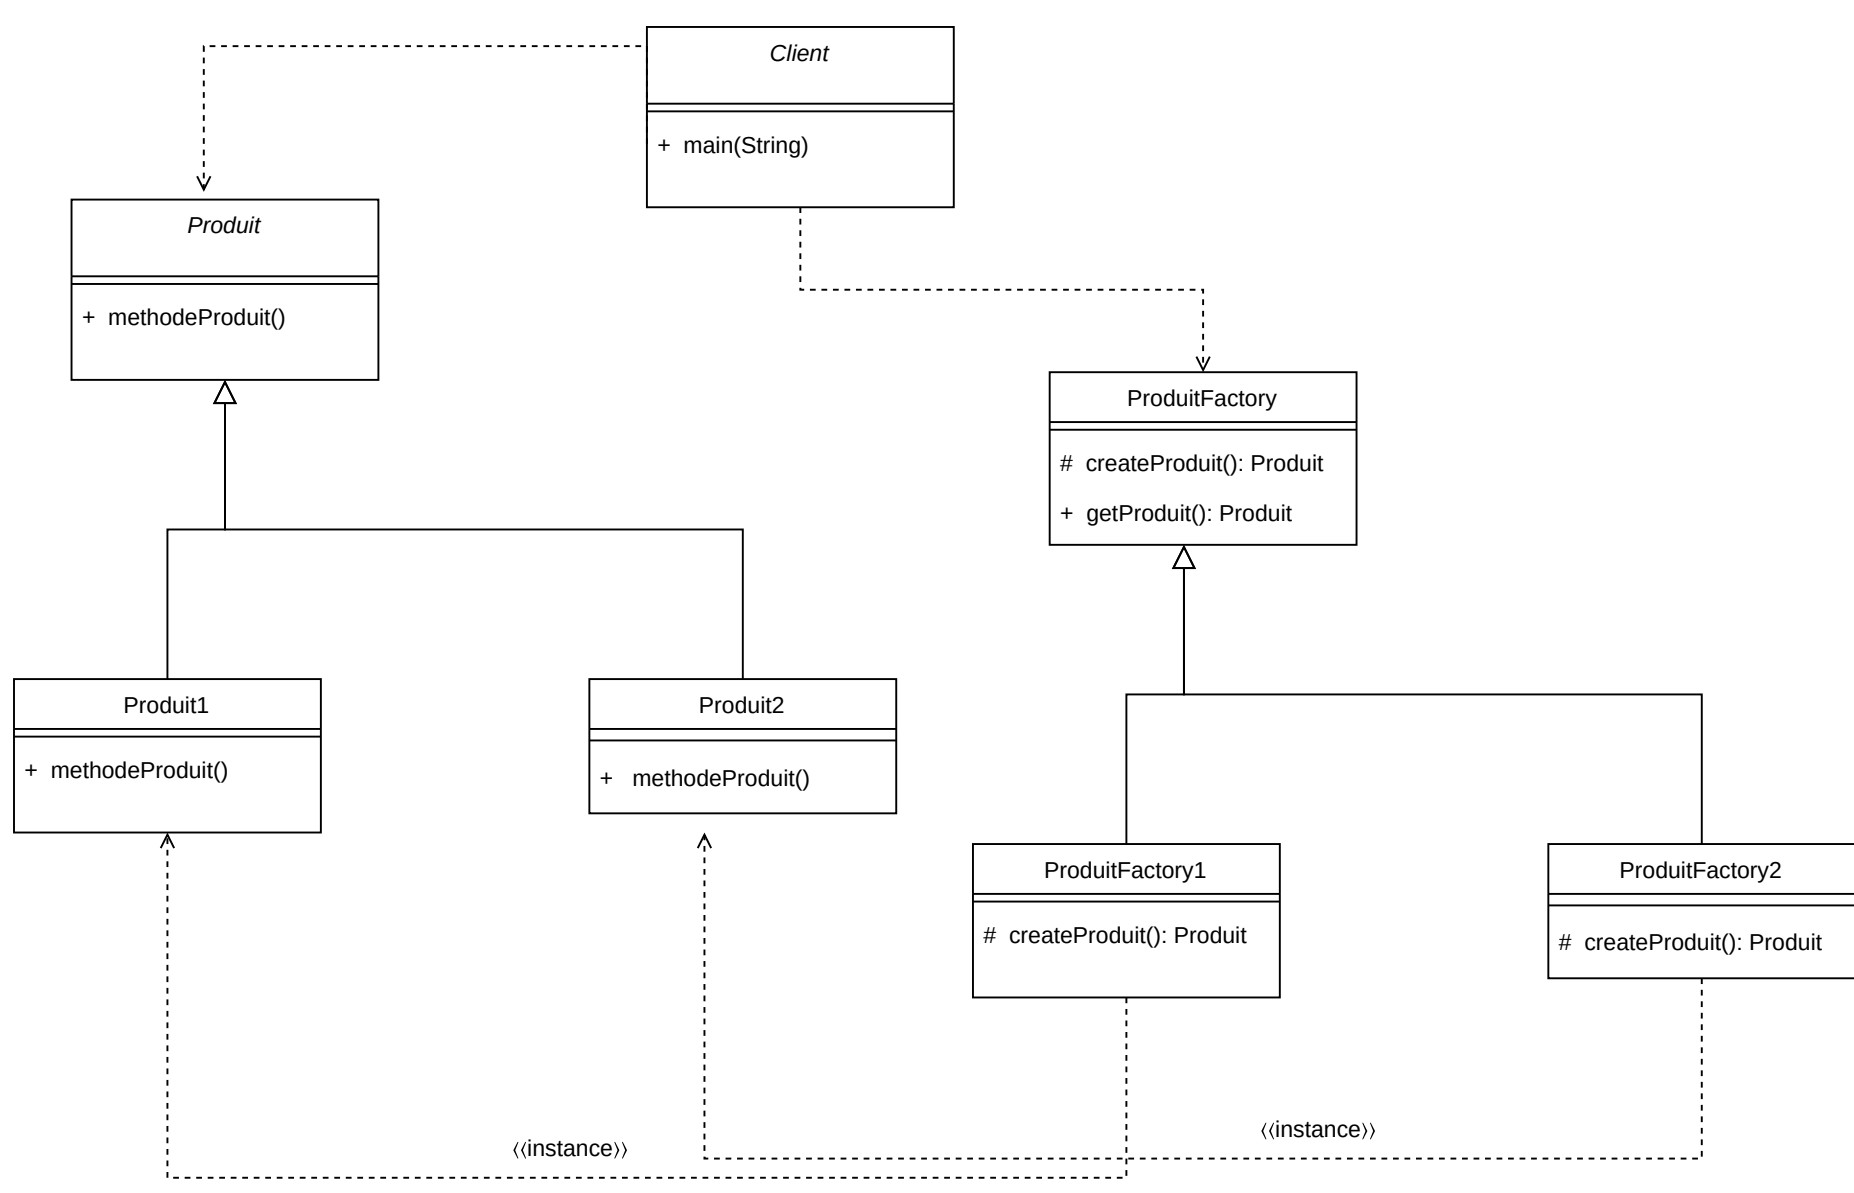 Client
+ main(String)
Produit
+ methodeProduit()
ProduitFactory
# createProduit(): Produit
+ getProduit(): Produit
Produit1
+ methodeProduit()
Produit2
+ methodeProduit()
ProduitFactory1
# createProduit(): Produit
ProduitFactory2
# createProduit(): Produit
〈〈instance〉〉
〈〈instance〉〉